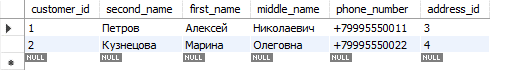 customer_id second_name first_name middle_name phone_number address_id
1 Петров Алексей Николаевич +79995550011 3
2 Кузнецова Марина Олеговна +79995550022 4
NULL NULL NULL NULL NULL NULL